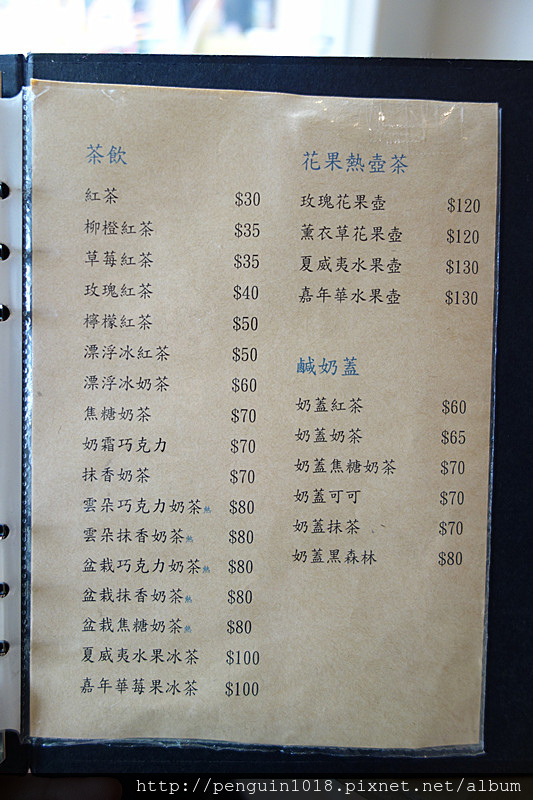 茶飲
紅茶 $30
柳橙紅茶 $35
草莓紅茶 $35
玫瑰紅茶 $40
檸檬紅茶 $50
漂浮冰紅茶 $50
漂浮冰奶茶 $60
焦糖奶茶 $70
奶霜巧克力 $70
抹香奶茶 $70
雲朵巧克力奶茶熱 $80
雲朵抹香奶茶熱 $80
盆栽巧克力奶茶熱 $80
盆栽抹香奶茶熱 $80
盆栽焦糖奶茶熱 $80
夏威夷水果冰茶 $100
嘉年華莓果冰茶 $100
花果熱壺茶
玫瑰花果壺 $120
薰衣草花果壺 $120
夏威夷水果壺 $130
嘉年華水果壺 $130
鹹奶蓋
奶蓋紅茶 $60
奶蓋奶茶 $65
奶蓋焦糖奶茶 $70
奶蓋可可 $70
奶蓋抹茶 $70
奶蓋黑森林 $80
http://penguin1018.pixnet.net/album